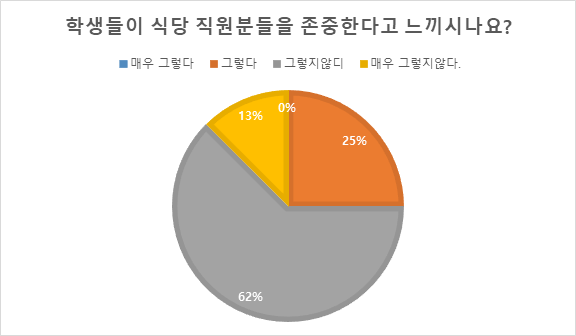 학생들이 식당 직원분들을 존중한다고 느끼시나요?
매우 그렇다 그렇다 그렇지않디 매우 그렇지않다.
13% 0%
25%
62%